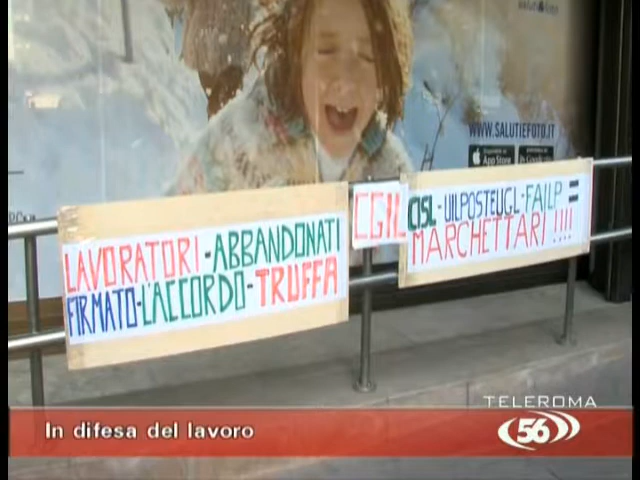 WWW.SALUTIEFOTO.IT
App Store
LAVORATORI - ABBANDONATI
FIRMATO - L'ACCORDO - TRUFFA
CGIL
CISL - UILPOSTE UGL - FAILP =
MARCHETTARI !!!!
In difesa del lavoro
TELEROMA
56